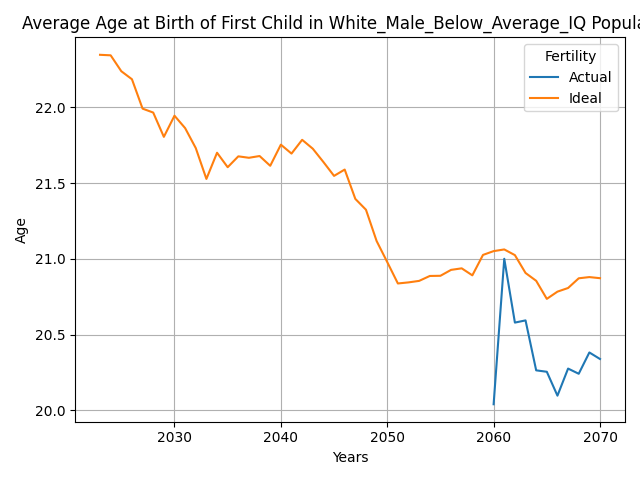 Average Age at Birth of First Child in White_Male_Below_Average_IQ Popula
Fertility
Actual
Ideal
22.0
21.5
21.0
20.5
20.0
Age
2030 2040 2050 2060 2070
Years